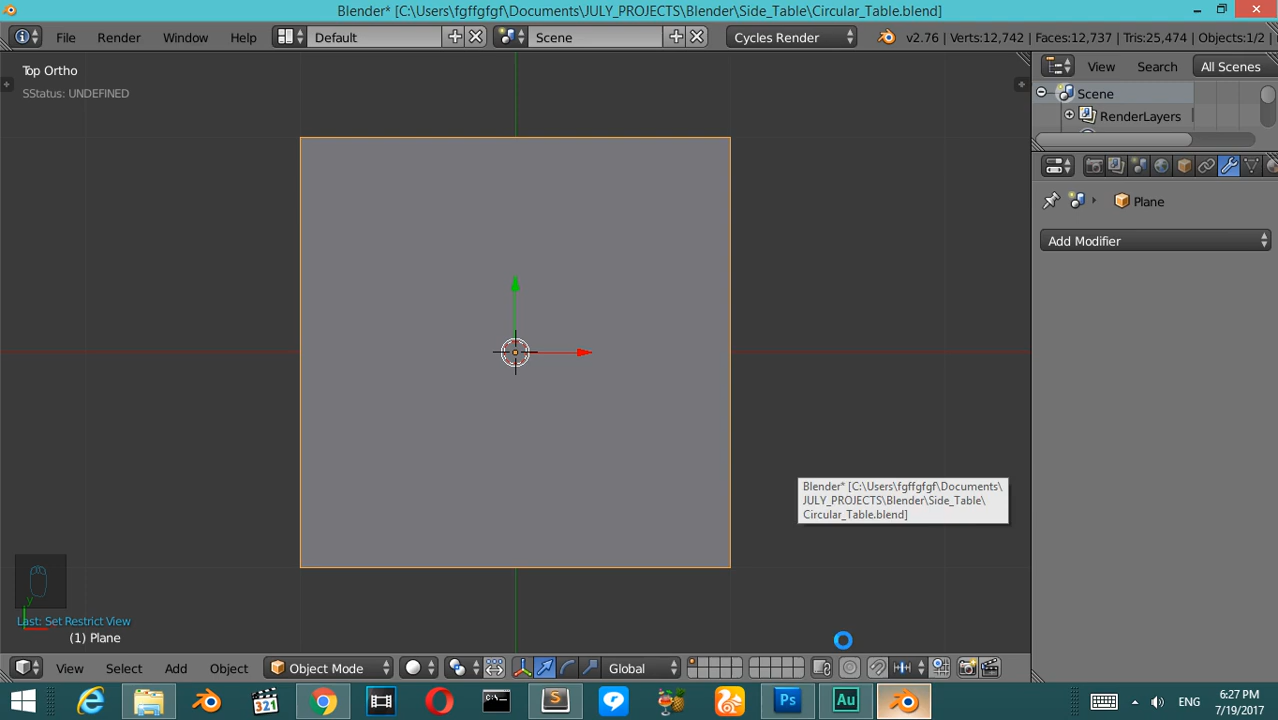 Blender* [C:\Users\fgffgfgf\Documents\JULY_PROJECTS\Blender\Side_Table\Circular_Table.blend]
File Render Window Help Default Scene Cycles Render v2.76 | Verts:12,742 | Faces:12,737 | Tris:25,474 | Objects:1/2 |
Top Ortho
SStatus: UNDEFINED
View Search All Scenes
Scene
RenderLayers
Plane
Add Modifier
Blender* [C:\Users\fgffgfgf\Documents\
JULY_PROJECTS\Blender\Side_Table\
Circular_Table.blend]
y
Last: Set Restrict View
(1) Plane
View Select Add Object Object Mode Global
321
Ps
Au
S
ENG
6:27 PM
7/19/2017